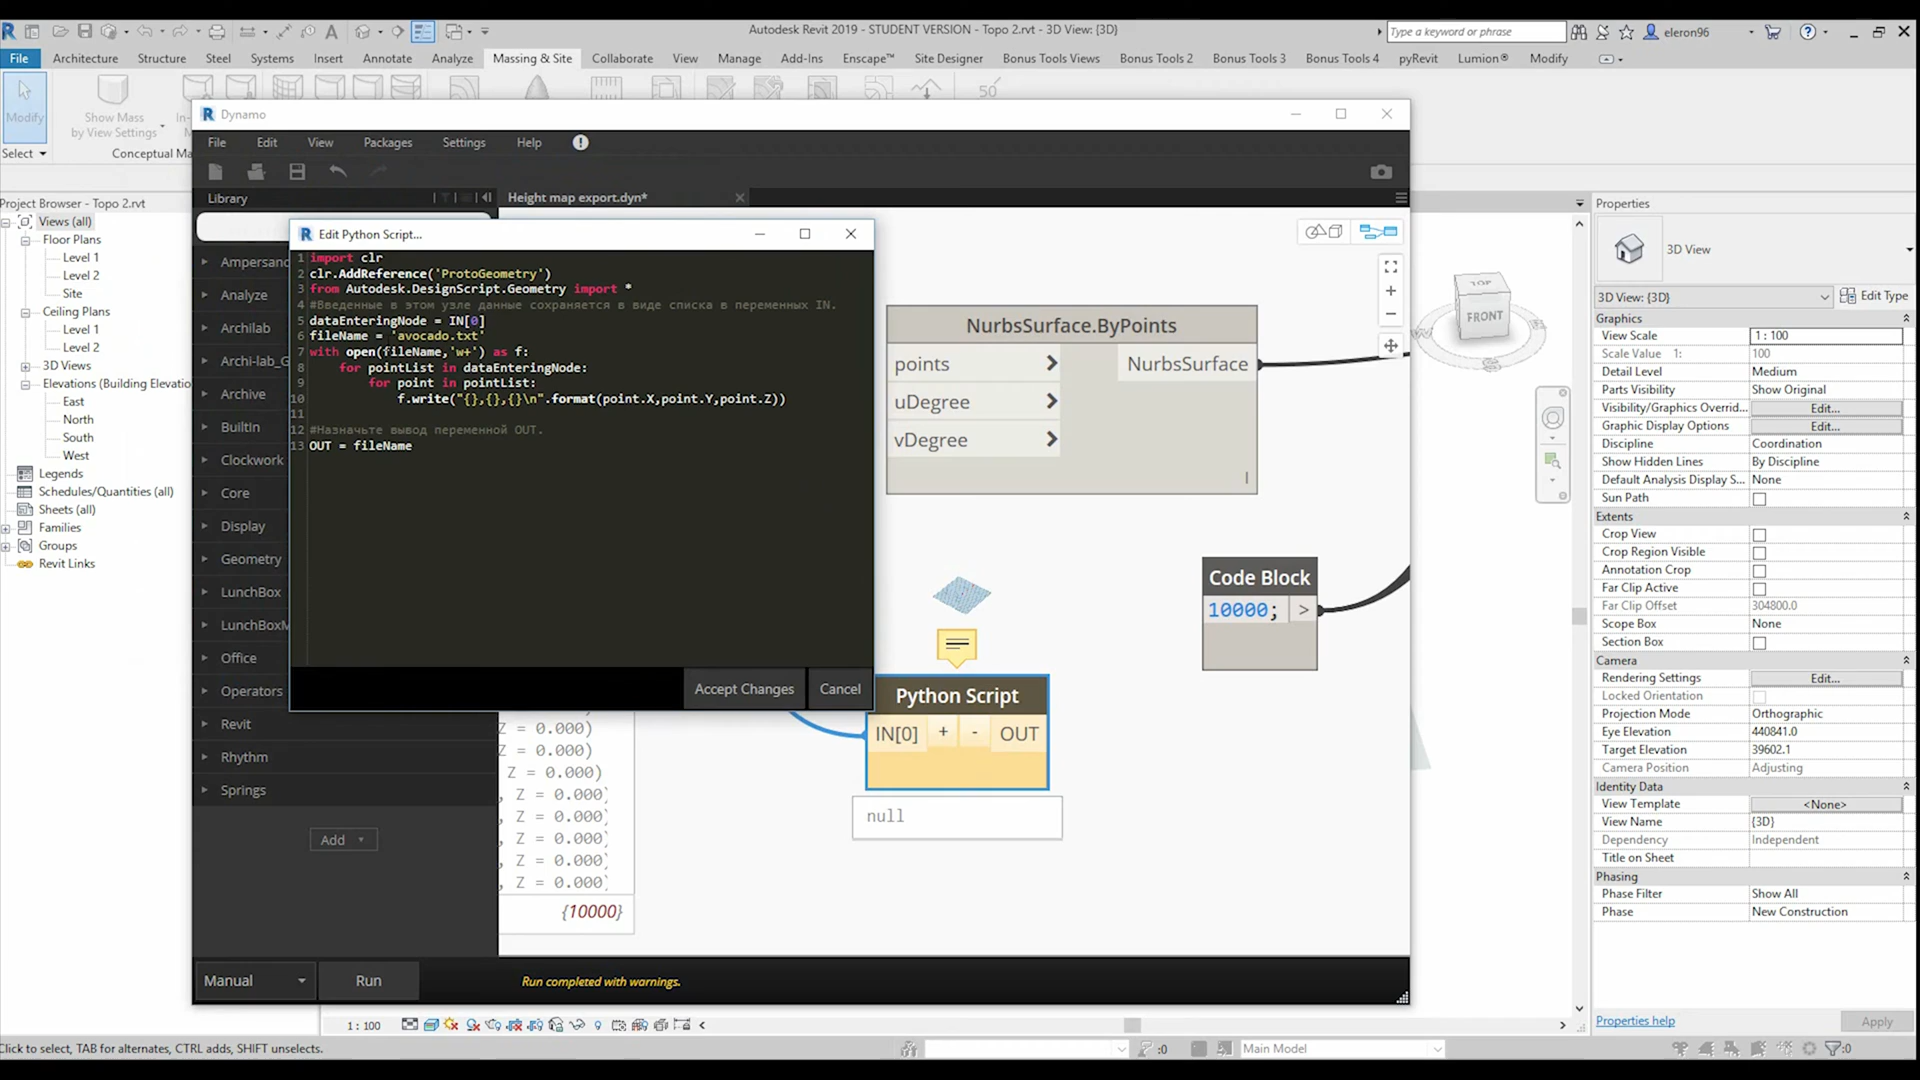 Autodesk Revit 2019 - STUDENT VERSION - Topo 2.rvt - 3D View: {3D}
Type a keyword or phrase
eleron96
File Architecture Structure Steel Systems Insert Annotate Analyze Massing & Site Collaborate View Manage Add-Ins Enscape™ Site Designer Bonus Tools Views Bonus Tools 2 Bonus Tools 3 Bonus Tools 4 pyRevit Lumion® Modify
Modify
Show Mass
by View Settings
Select
Conceptual Ma
Project Browser - Topo 2.rvt
Views (all)
Floor Plans
Level 1
Level 2
Site
Ceiling Plans
Level 1
Level 2
3D Views
Elevations (Building Elevatio
East
North
South
West
Legends
Schedules/Quantities (all)
Sheets (all)
Families
Groups
Revit Links
Dynamo
File Edit View Packages Settings Help
Library
Height map export.dyn*
Ampersand
Analyze
Archilab
Archi-lab_G
Archive
BuiltIn
Clockwork
Core
Display
Geometry
LunchBox
LunchBoxM
Office
Operators
Revit
Rhythm
Springs
Add
Edit Python Script...
1 import clr
2 clr.AddReference('ProtoGeometry')
3 from Autodesk.DesignScript.Geometry import *
4 #Введенные в этом узле данные сохраняется в виде списка в переменных IN.
5 dataEnteringNode = IN[0]
6 fileName = 'avocado.txt'
7 with open(fileName,'w+') as f:
8 for pointList in dataEnteringNode:
9 for point in pointList:
10 f.write("{},{},{}\n".format(point.X,point.Y,point.Z))
11
12 #Назначьте вывод переменной OUT.
13 OUT = fileName
Accept Changes Cancel
NurbsSurface.ByPoints
points > NurbsSurface
uDegree >
vDegree >
Code Block
10000; >
Python Script
IN[0] + - OUT
null
Z = 0.000)
Z = 0.000)
Z = 0.000)
, Z = 0.000)
, Z = 0.000)
, Z = 0.000)
, Z = 0.000)
, Z = 0.000)
{10000}
Manual Run Run completed with warnings.
TOP
FRONT
Properties
3D View
3D View: {3D} Edit Type
Graphics
View Scale 1 : 100
Scale Value 1: 100
Detail Level Medium
Parts Visibility Show Original
Visibility/Graphics Overrid... Edit...
Graphic Display Options Edit...
Discipline Coordination
Show Hidden Lines By Discipline
Default Analysis Display S... None
Sun Path
Extents
Crop View
Crop Region Visible
Annotation Crop
Far Clip Active
Far Clip Offset 304800.0
Scope Box None
Section Box
Camera
Rendering Settings Edit...
Locked Orientation
Projection Mode Orthographic
Eye Elevation 440841.0
Target Elevation 39602.1
Camera Position Adjusting
Identity Data
View Template <None>
View Name {3D}
Dependency Independent
Title on Sheet
Phasing
Phase Filter Show All
Phase New Construction
Properties help Apply
1 : 100
Click to select, TAB for alternates, CTRL adds, SHIFT unselects.
:0
Main Model
:0